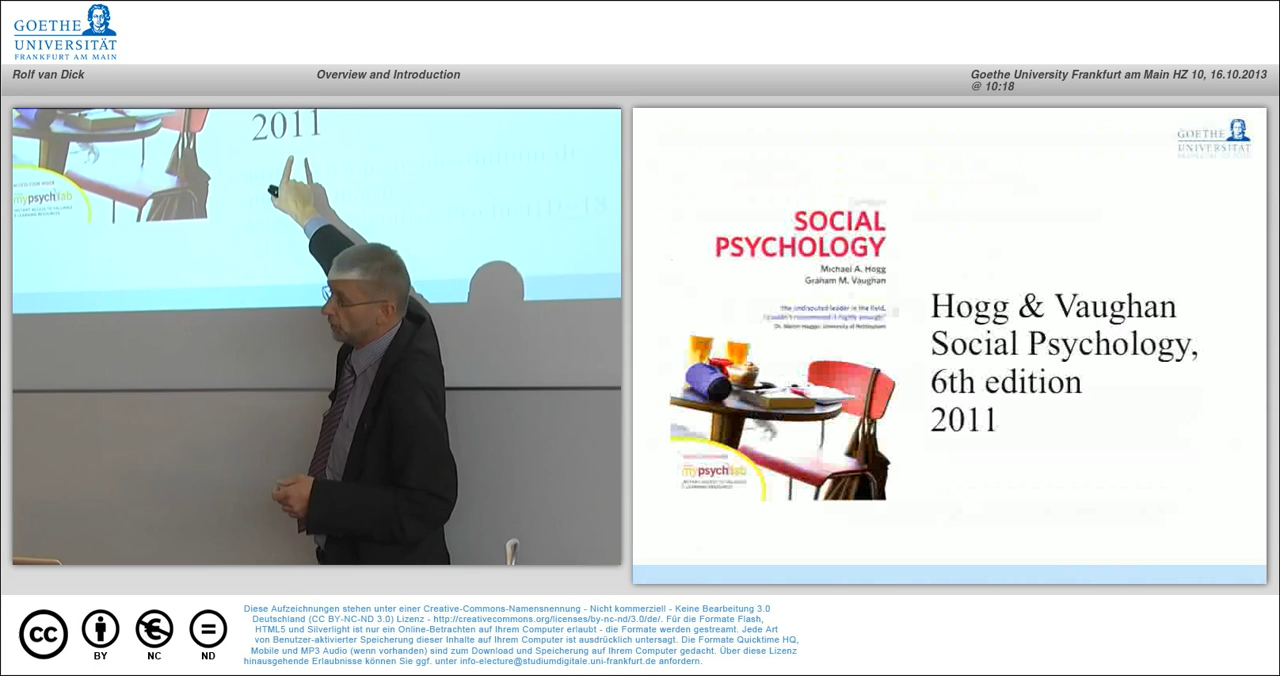 GOETHE
UNIVERSITÄT
FRANKFURT AM MAIN
Rolf van Dick
Overview and Introduction
Goethe University Frankfurt am Main HZ 10, 16.10.2013
@ 10:18
2011
mypsychlab
GOETHE
UNIVERSITÄT
SOCIAL
PSYCHOLOGY
Michael A. Hogg
Graham M. Vaughan
Hogg & Vaughan
Social Psychology,
6th edition
2011
mypsychlab
cc
BY
NC
ND
Diese Aufzeichnungen stehen unter einer Creative-Commons-Namensnennung - Nicht kommerziell - Keine Bearbeitung 3.0
Deutschland (CC BY-NC-ND 3.0) Lizenz - http://creativecommons.org/licenses/by-nc-nd/3.0/de/. Für die Formate Flash,
HTML5 und Silverlight ist nur ein Online-Betrachten auf Ihrem Computer erlaubt - die Formate werden gestreamt. Jede Art
von Benutzer-aktivierter Speicherung dieser Inhalte auf Ihrem Computer ist ausdrücklich untersagt. Die Formate Quicktime HQ,
Mobile und MP3 Audio (wenn vorhanden) sind zum Download und Speicherung auf Ihrem Computer gedacht. Über diese Lizenz
hinausgehende Erlaubnisse können Sie ggf. unter info-electure@studiumdigitale.uni-frankfurt.de anfordern.